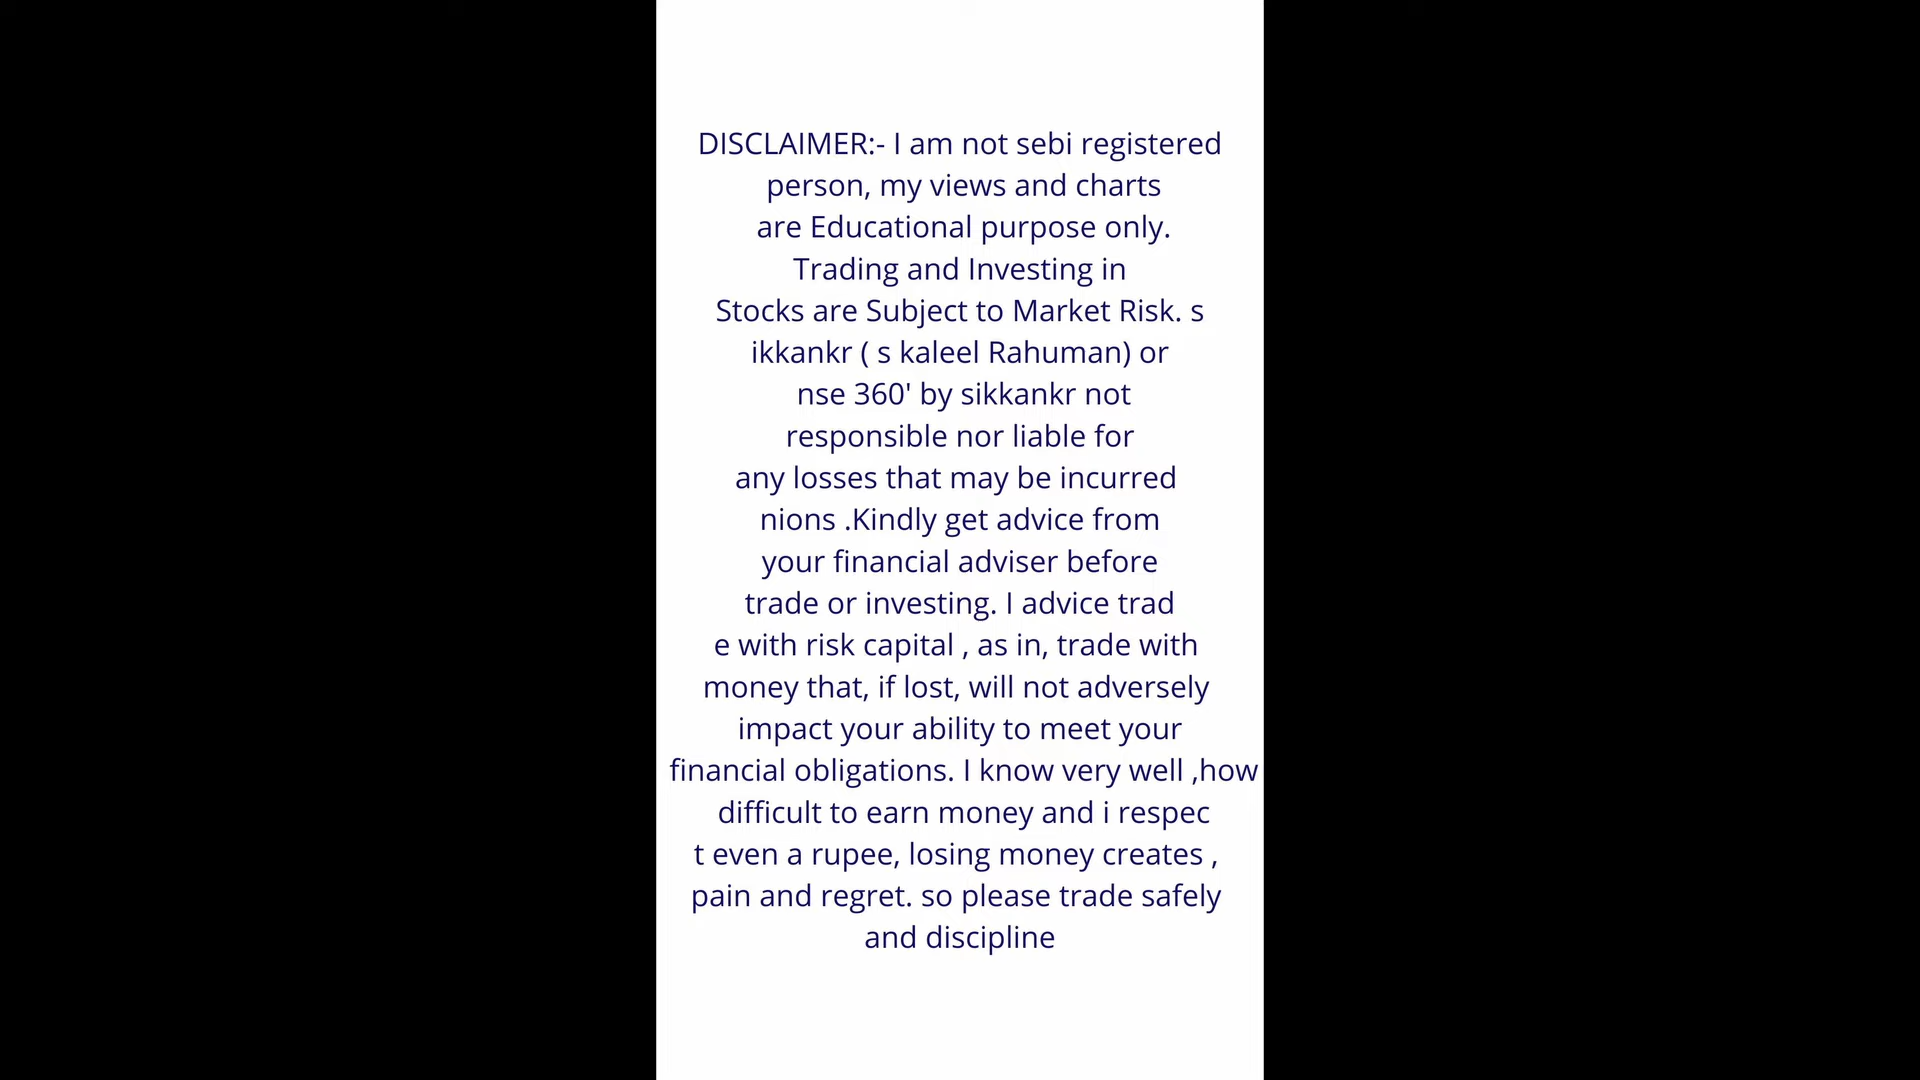 DISCLAIMER:- I am not sebi registered
person, my views and charts
are Educational purpose only.
Trading and Investing in
Stocks are Subject to Market Risk. s
ikkankr ( s kaleel Rahuman) or
nse 360' by sikkankr not
responsible nor liable for
any losses that may be incurred
nions .Kindly get advice from
your financial adviser before
trade or investing. I advice trad
e with risk capital , as in, trade with
money that, if lost, will not adversely
impact your ability to meet your
financial obligations. I know very well ,how
difficult to earn money and i respec
t even a rupee, losing money creates ,
pain and regret. so please trade safely
and discipline